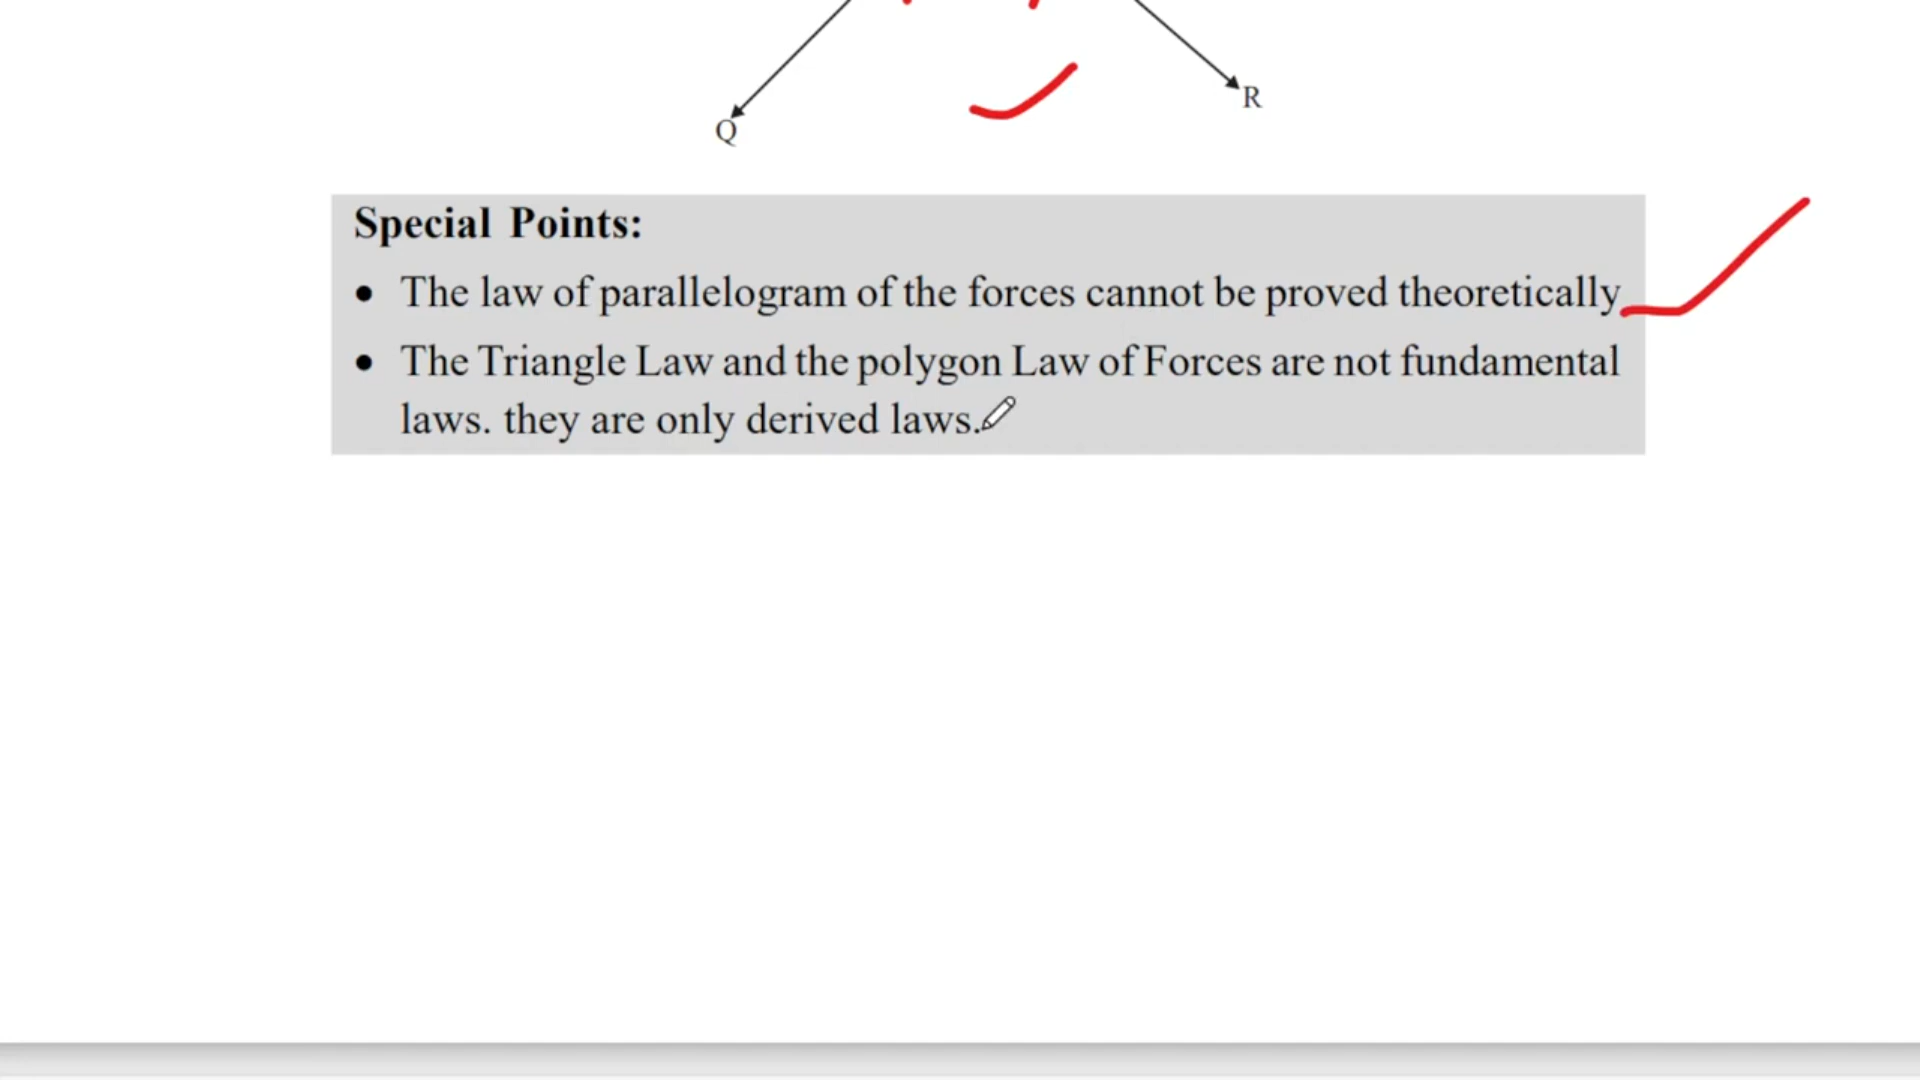 Q
R
Special Points:
• The law of parallelogram of the forces cannot be proved theoretically
• The Triangle Law and the polygon Law of Forces are not fundamental
laws. they are only derived laws.